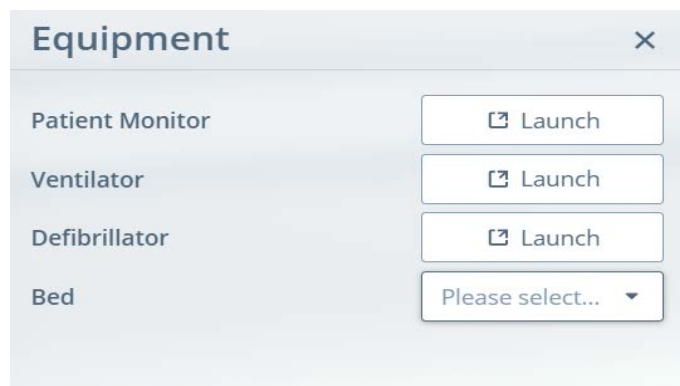 Equipment
Patient Monitor Launch
Ventilator Launch
Defibrillator Launch
Bed Please select...